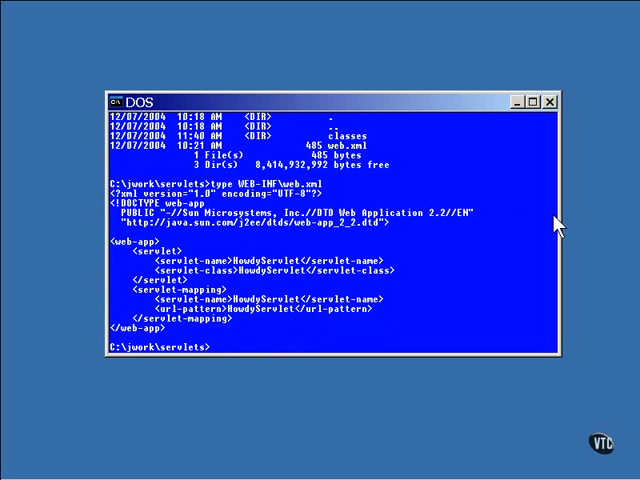 DOS
12/07/2004  10:18 AM    <DIR>          .
12/07/2004  10:18 AM    <DIR>          ..
12/07/2004  11:40 AM    <DIR>          classes
12/07/2004  10:21 AM               485 web.xml
1 File(s)            485 bytes
3 Dir(s)   8,414,932,992 bytes free
C:\jwork\servlets>type WEB-INF\web.xml
<?xml version="1.0" encoding="UTF-8"?>
<!DOCTYPE web-app
PUBLIC "-//Sun Microsystems, Inc.//DTD Web Application 2.2//EN"
"http://java.sun.com/j2ee/dtds/web-app_2_2.dtd">
<web-app>
<servlet>
<servlet-name>HowdyServlet</servlet-name>
<servlet-class>HowdyServlet</servlet-class>
</servlet>
<servlet-mapping>
<servlet-name>HowdyServlet</servlet-name>
<url-pattern>HowdyServlet</url-pattern>
</servlet-mapping>
</web-app>
C:\jwork\servlets>
VTC